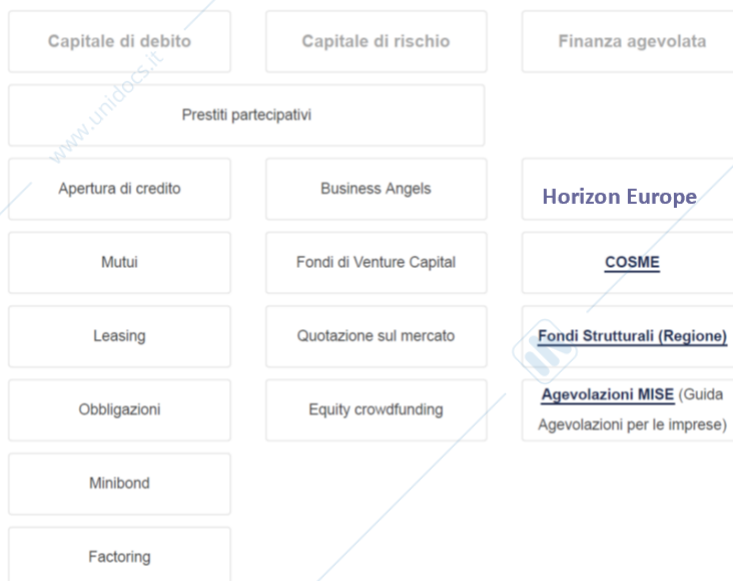 Capitale di debito
Capitale di rischio
Finanza agevolata
Prestiti partecipativi
Apertura di credito
Business Angels
Horizon Europe
Mutui
Fondi di Venture Capital
COSME
Leasing
Quotazione sul mercato
Fondi Strutturali (Regione)
Obbligazioni
Equity crowdfunding
Agevolazioni MISE (Guida
Agevolazioni per le imprese)
Minibond
Factoring
www.unidocs.it